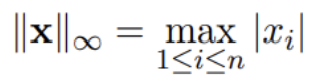 ‖𝐱‖∞ = max 1≤i≤n |xᵢ|